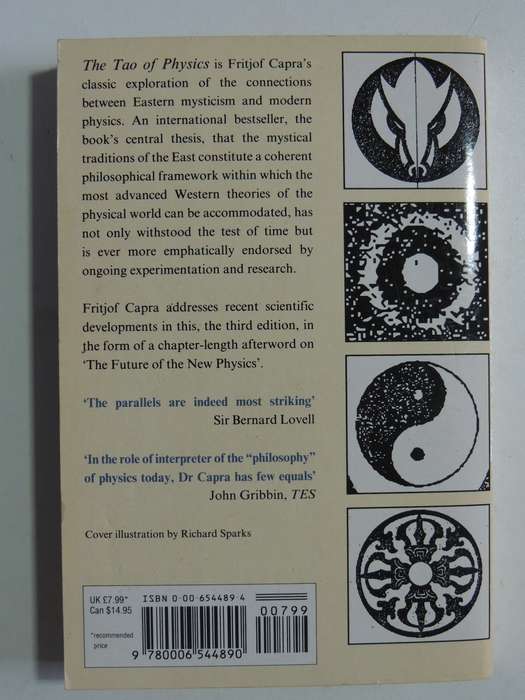 The Tao of Physics is Fritjof Capra's
classic exploration of the connections
between Eastern mysticism and modern
physics. An international bestseller, the
book's central thesis, that the mystical
traditions of the East constitute a coherent
philosophical framework within which the
most advanced Western theories of the
physical world can be accommodated, has
not only withstood the test of time but
is ever more emphatically endorsed by
ongoing experimentation and research.
Fritjof Capra addresses recent scientific
developments in this, the third edition, in
the form of a chapter-length afterword on
'The Future of the New Physics'.
'The parallels are indeed most striking'
Sir Bernard Lovell
'In the role of interpreter of the "philosophy"
of physics today, Dr Capra has few equals'
John Gribbin, TES
Cover illustration by Richard Sparks
UK £7.99*
Can $14.95
*recommended
price
ISBN 0-00-654489-4
00799
9 780006 544890